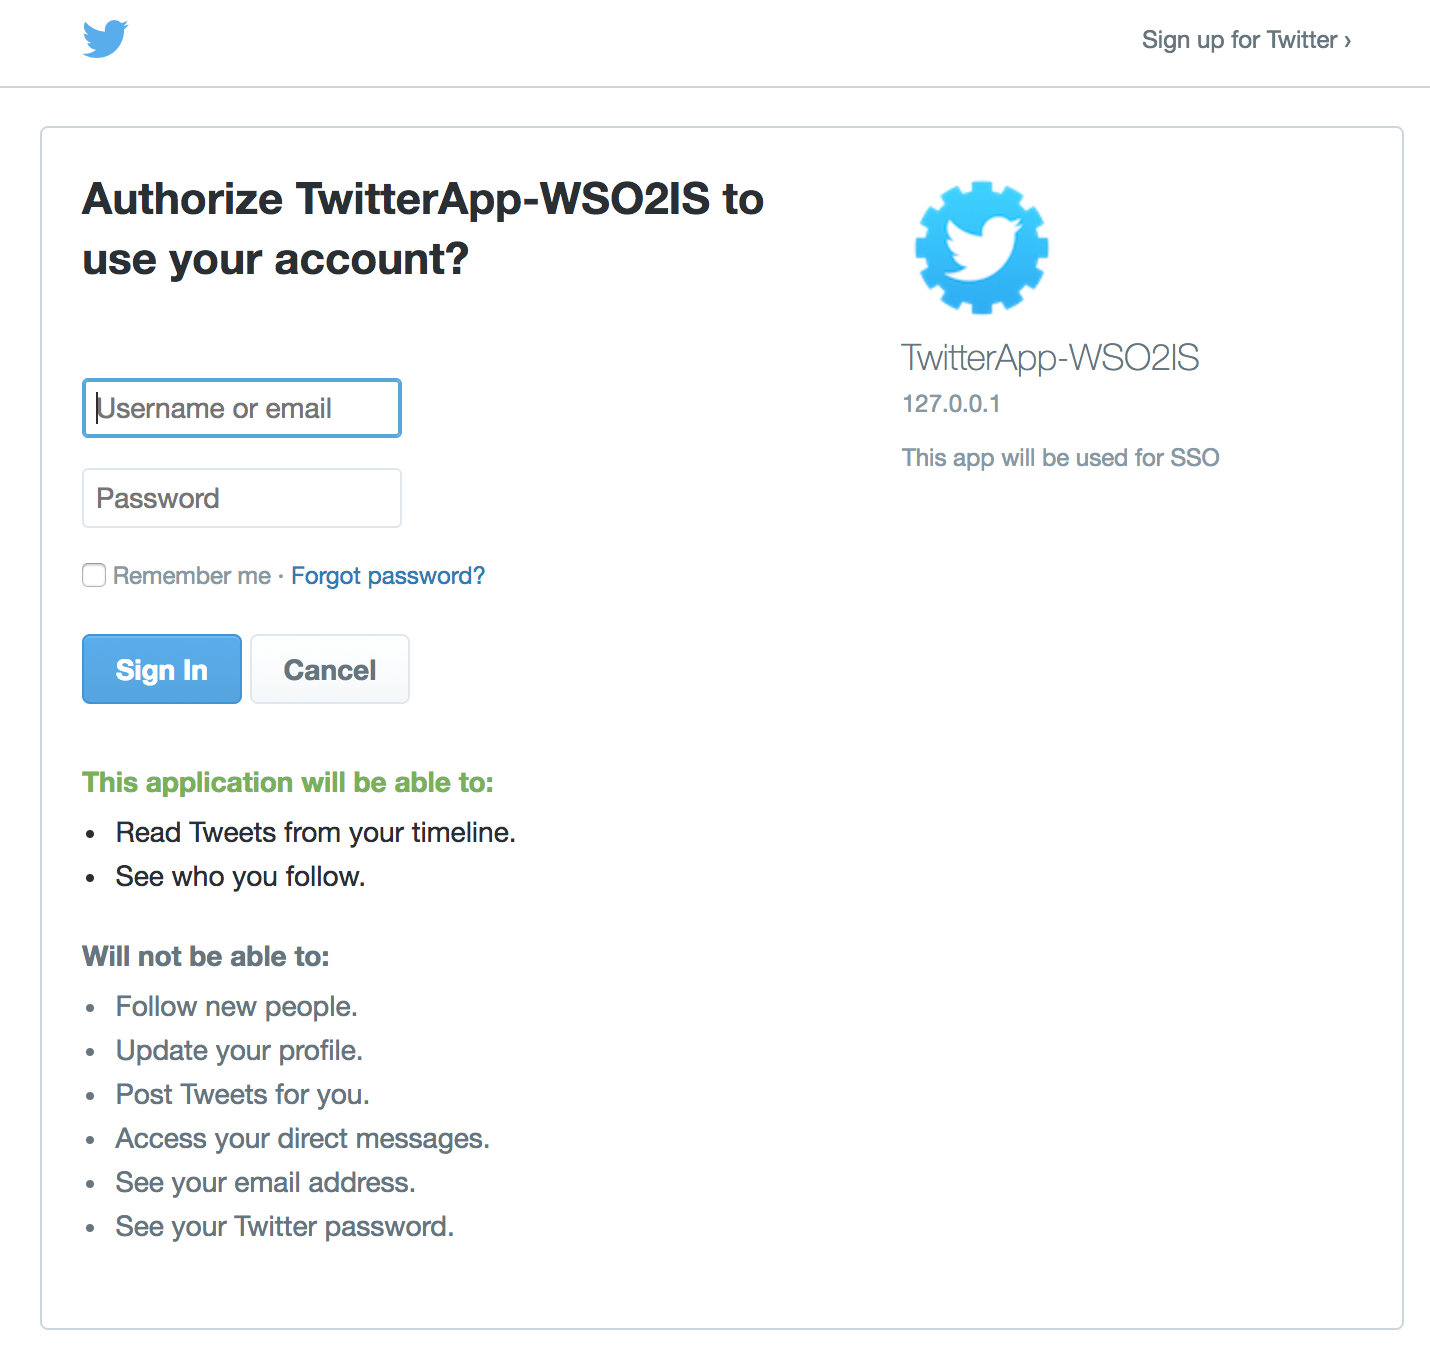 Sign up for Twitter ›
Authorize TwitterApp-WSO2IS to
use your account?
Username or email
Password
Remember me · Forgot password?
Sign In
Cancel
This application will be able to:
• Read Tweets from your timeline.
• See who you follow.
Will not be able to:
• Follow new people.
• Update your profile.
• Post Tweets for you.
• Access your direct messages.
• See your email address.
• See your Twitter password.
TwitterApp-WSO2IS
127.0.0.1
This app will be used for SSO